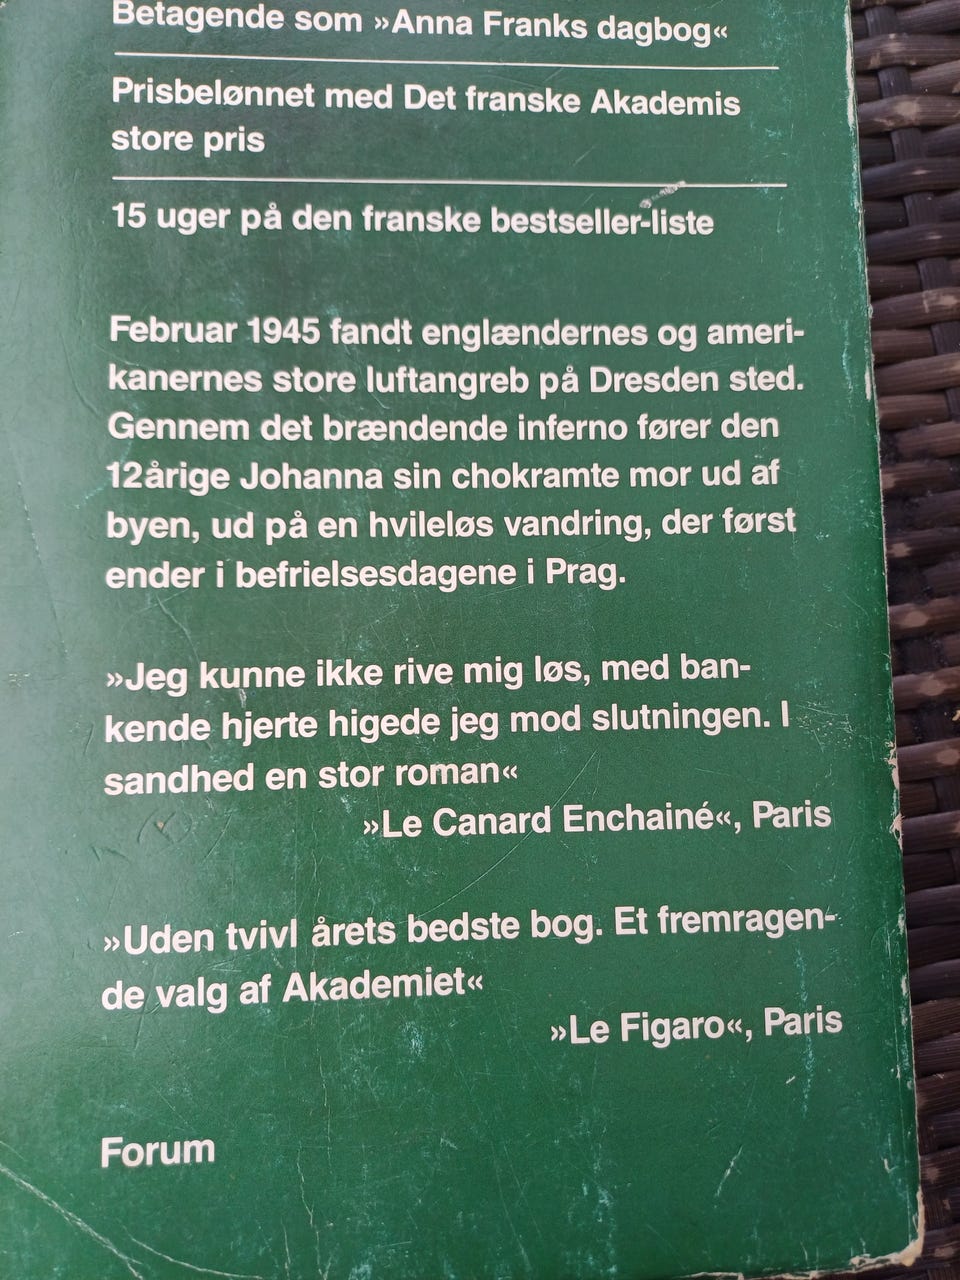 Betagende som »Anna Franks dagbog«
Prisbelønnet med Det franske Akademis
store pris
15 uger på den franske bestseller-liste
Februar 1945 fandt englændernes og ameri-
kanernes store luftangreb på Dresden sted.
Gennem det brændende inferno fører den
12årige Johanna sin chokramte mor ud af
byen, ud på en hvileløs vandring, der først
ender i befrielsesdagene i Prag.
»Jeg kunne ikke rive mig løs, med ban-
kende hjerte higede jeg mod slutningen. I
sandhed en stor roman«
»Le Canard Enchainé«, Paris
»Uden tvivl årets bedste bog. Et fremragen-
de valg af Akademiet«
»Le Figaro«, Paris
Forum